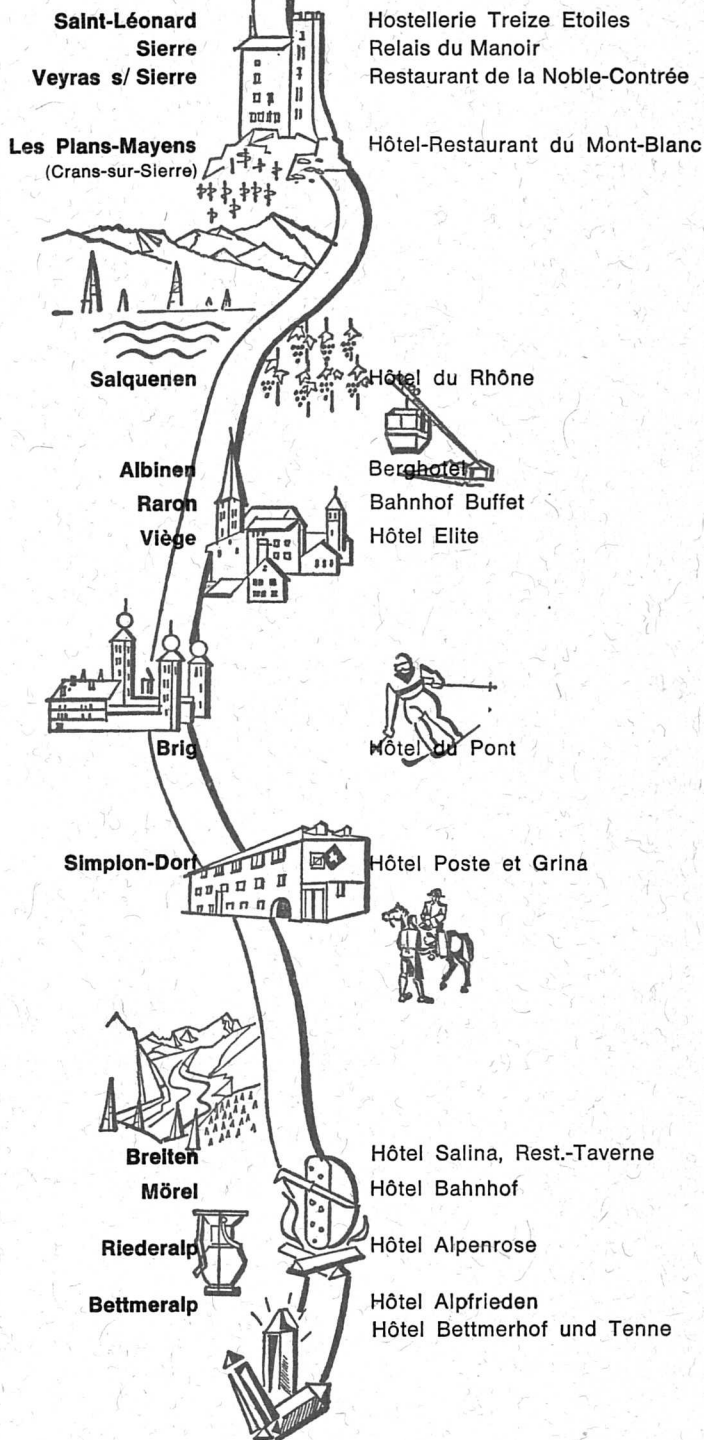 Saint-Léonard Hostellerie Treize Etoiles
Sierre Relais du Manoir
Veyras s/ Sierre Restaurant de la Noble-Contrée
Les Plans-Mayens Hôtel-Restaurant du Mont-Blanc
(Crans-sur-Sierre)
Salquenen Hôtel du Rhône
Albinen Berghotel
Raron Bahnhof Buffet
Viège Hôtel Elite
Brig Hôtel du Pont
Simplon-Dorf Hôtel Poste et Grina
Breiten Hôtel Salina, Rest.-Taverne
Mörel Hôtel Bahnhof
Riederalp Hôtel Alpenrose
Bettmeralp Hôtel Alpfrieden
Hôtel Bettmerhof und Tenne